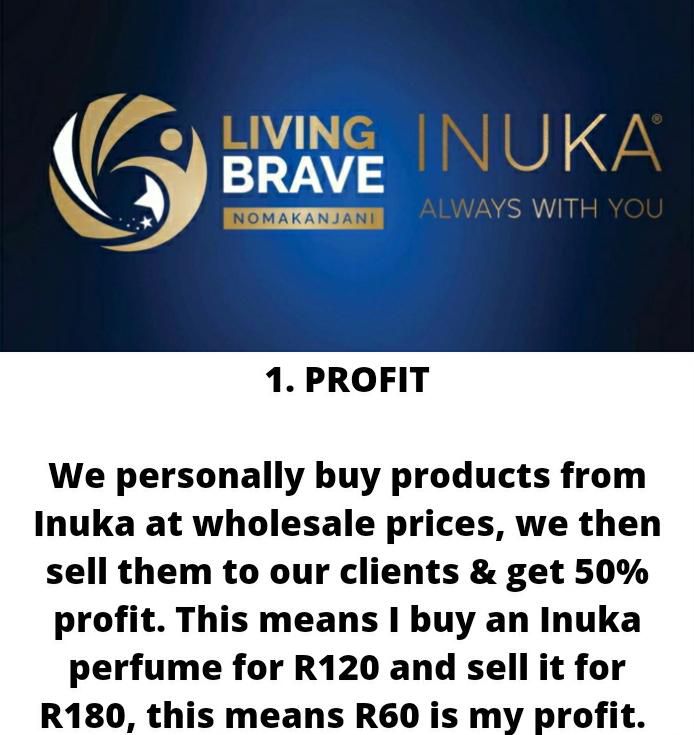 LIVING
BRAVE
NOMAKANJANI
INUKA®
ALWAYS WITH YOU
1. PROFIT
We personally buy products from
Inuka at wholesale prices, we then
sell them to our clients & get 50%
profit. This means I buy an Inuka
perfume for R120 and sell it for
R180, this means R60 is my profit.